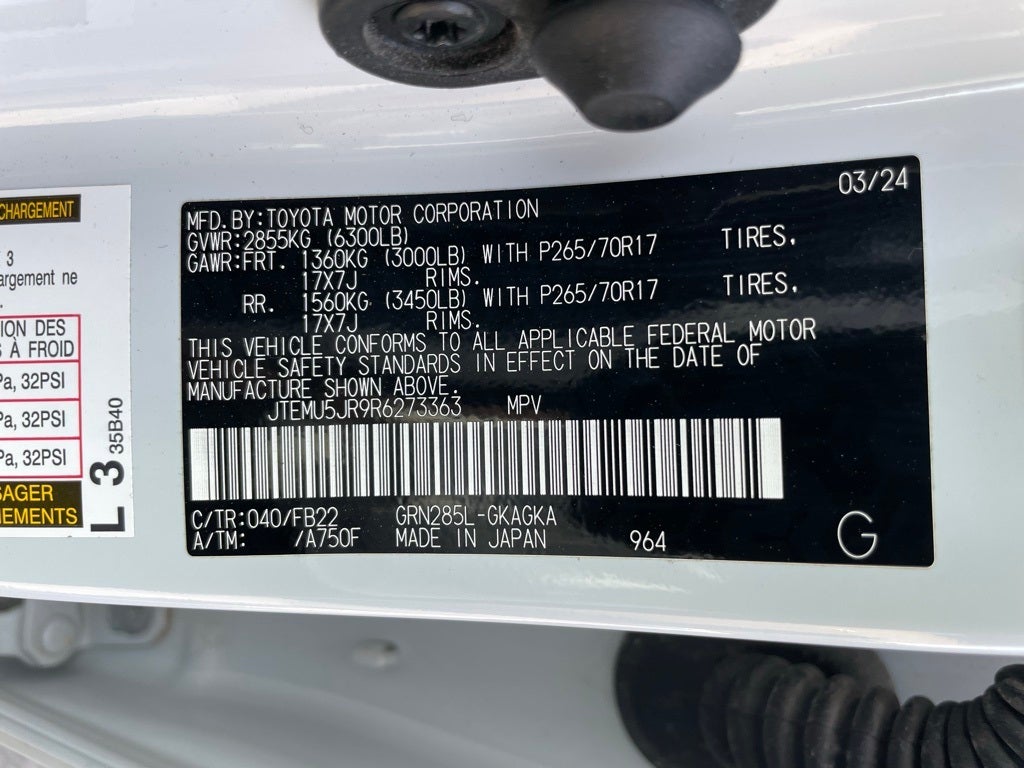 CHARGEMENT
3
argement ne
ION DES
À FROID
Pa, 32PSI
Pa, 32PSI
Pa, 32PSI
SAGER
IEMENTS
L 3 35B40
03/24
MFD.BY:TOYOTA MOTOR CORPORATION
GVWR:2855KG (6300LB)
GAWR:FRT. 1360KG (3000LB) WITH P265/70R17 TIRES,
17X7J RIMS.
RR. 1560KG (3450LB) WITH P265/70R17 TIRES,
17X7J RIMS.
THIS VEHICLE CONFORMS TO ALL APPLICABLE FEDERAL MOTOR
VEHICLE SAFETY STANDARDS IN EFFECT ON THE DATE OF
MANUFACTURE SHOWN ABOVE.
JTEMU5JR9R6273363 MPV
C/TR:040/FB22 GRN285L-GKAGKA
A/TM: /A750F MADE IN JAPAN 964 G